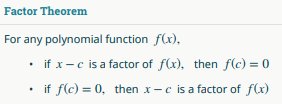 Factor Theorem
For any polynomial function f(x),
• if x – c is a factor of f(x), then f(c) = 0
• if f(c) = 0, then x – c is a factor of f(x)